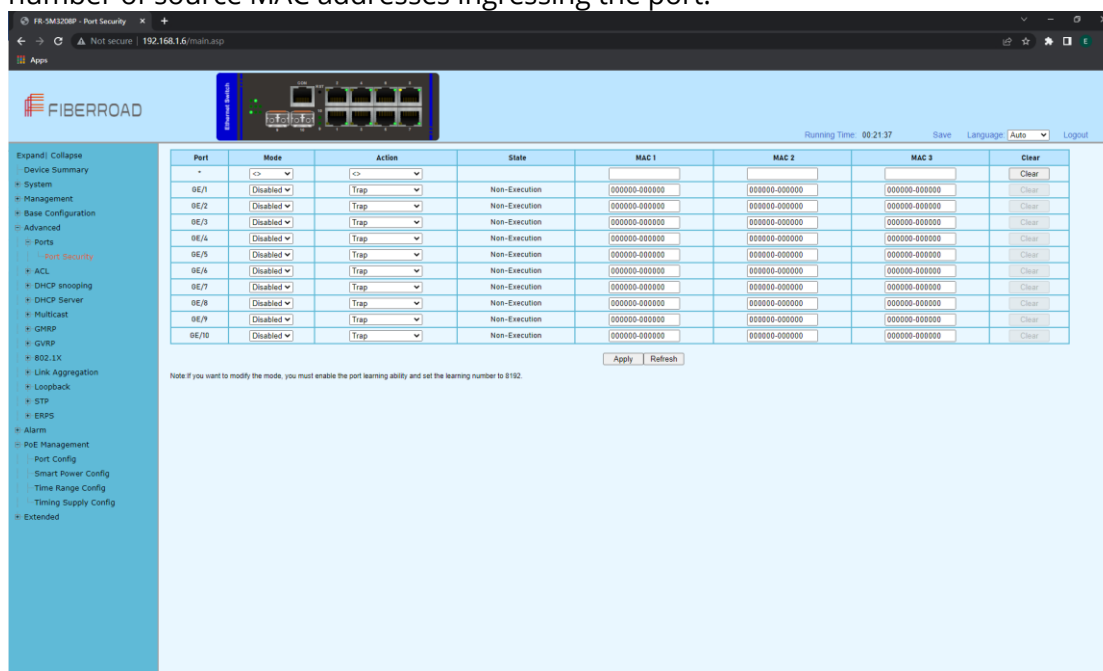 number of source MAC addresses ingressing the port.
FR-5M3208P - Port Security
Not secure | 192.168.1.6/main.asp
E
Apps
FIBERROAD
Ethernet Switch
Running Time: 00:21:37 Save Language: Auto Logout
Expand| Collapse
Device Summary
System
Management
Base Configuration
Advanced
Ports
Port Security
ACL
DHCP snooping
DHCP Server
Multicast
GMRP
GVRP
802.1X
Link Aggregation
Loopback
STP
ERPS
Alarm
PoE Management
Port Config
Smart Power Config
Time Range Config
Timing Supply Config
Extended
Port Mode Action State MAC 1 MAC 2 MAC 3 Clear
- <> <> Clear
GE/1 Disabled Trap Non-Execution 000000-000000 000000-000000 000000-000000 Clear
GE/2 Disabled Trap Non-Execution 000000-000000 000000-000000 000000-000000 Clear
GE/3 Disabled Trap Non-Execution 000000-000000 000000-000000 000000-000000 Clear
GE/4 Disabled Trap Non-Execution 000000-000000 000000-000000 000000-000000 Clear
GE/5 Disabled Trap Non-Execution 000000-000000 000000-000000 000000-000000 Clear
GE/6 Disabled Trap Non-Execution 000000-000000 000000-000000 000000-000000 Clear
GE/7 Disabled Trap Non-Execution 000000-000000 000000-000000 000000-000000 Clear
GE/8 Disabled Trap Non-Execution 000000-000000 000000-000000 000000-000000 Clear
GE/9 Disabled Trap Non-Execution 000000-000000 000000-000000 000000-000000 Clear
GE/10 Disabled Trap Non-Execution 000000-000000 000000-000000 000000-000000 Clear
Apply Refresh
Note:If you want to modify the mode, you must enable the port learning ability and set the learning number to 8192.